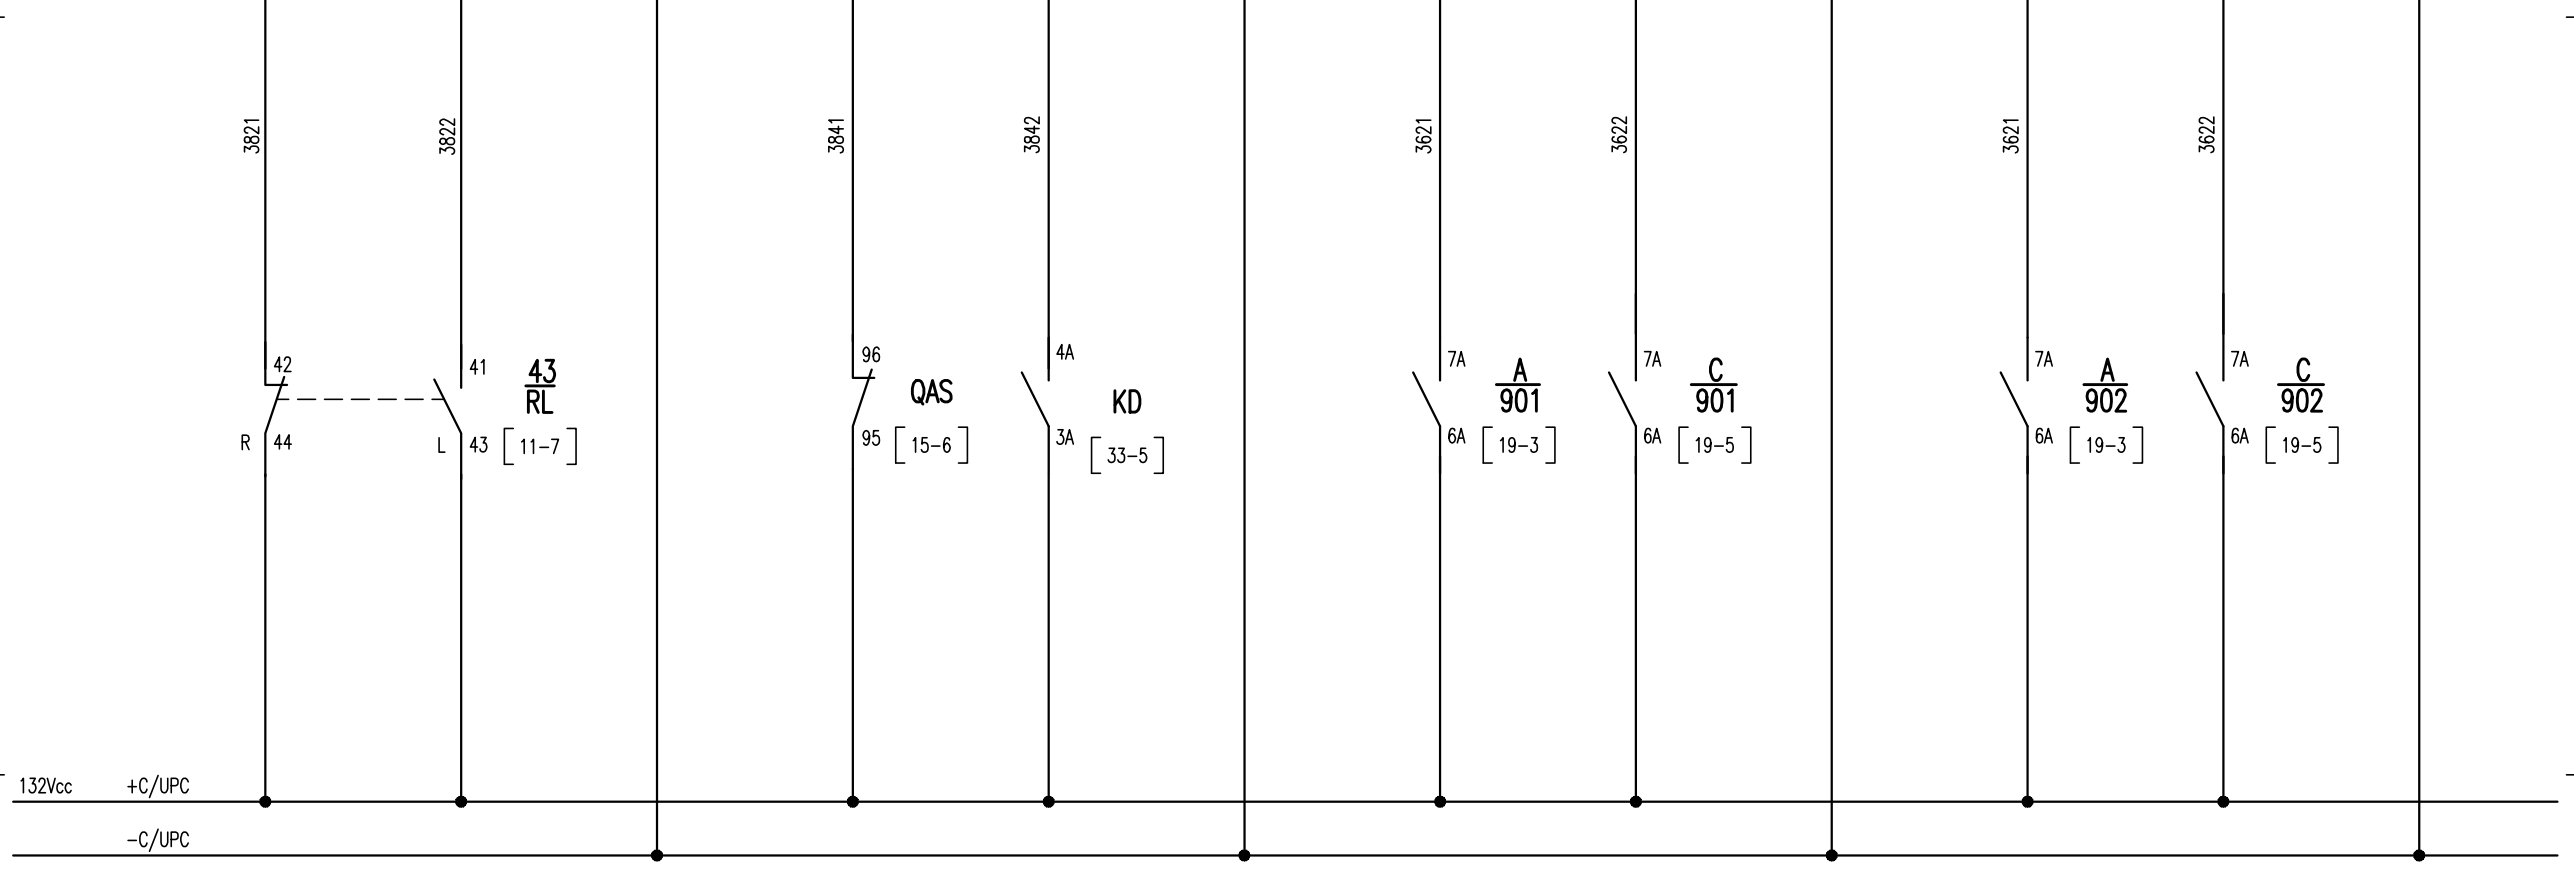 3821
3822
3841
3842
3621
3622
3621
3622
42
R 44
41
L 43
43
RL
11-7
96
95
QAS
15-6
4A
3A
KD
33-5
7A
6A
A
901
19-3
7A
6A
C
901
19-5
7A
6A
A
902
19-3
7A
6A
C
902
19-5
132Vcc +C/UPC
-C/UPC